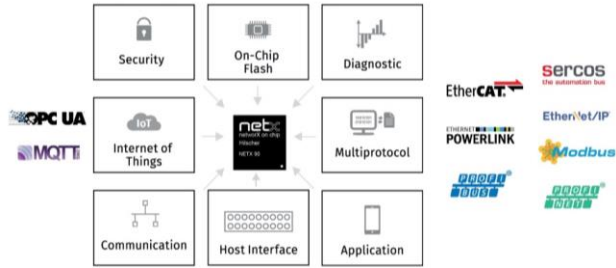 Security
On-Chip
Flash
Diagnostic
OPC UA
MQTT
IoT
Internet of
Things
netx
network on chip
hilscher
NETX 90
Multiprotocol
Communication
Host Interface
Application
EtherCAT.
sercos
the automation bus
ETHERNET
POWERLINK
EtherNet/IP
Modbus
PROFI
BUS
PROFI
NET